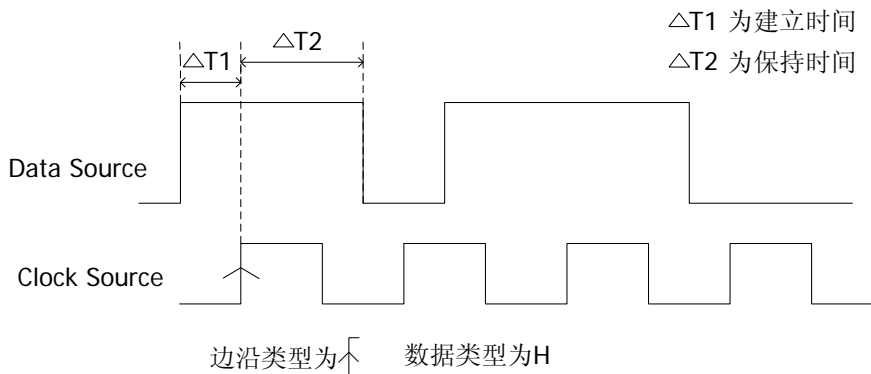 △T1 为建立时间
△T2 为保持时间
△T1
△T2
Data Source
Clock Source
边沿类型为 数据类型为H